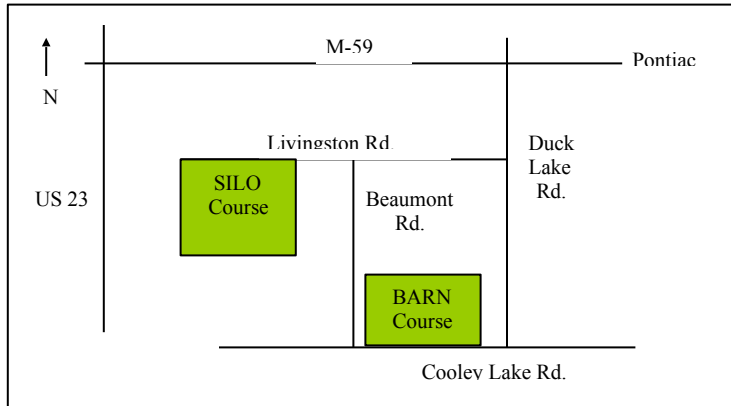 M-59
Pontiac
N
Livingston Rd.
Duck
Lake
Rd.
US 23
SILO
Course
Beaumont
Rd.
BARN
Course
Cooley Lake Rd.